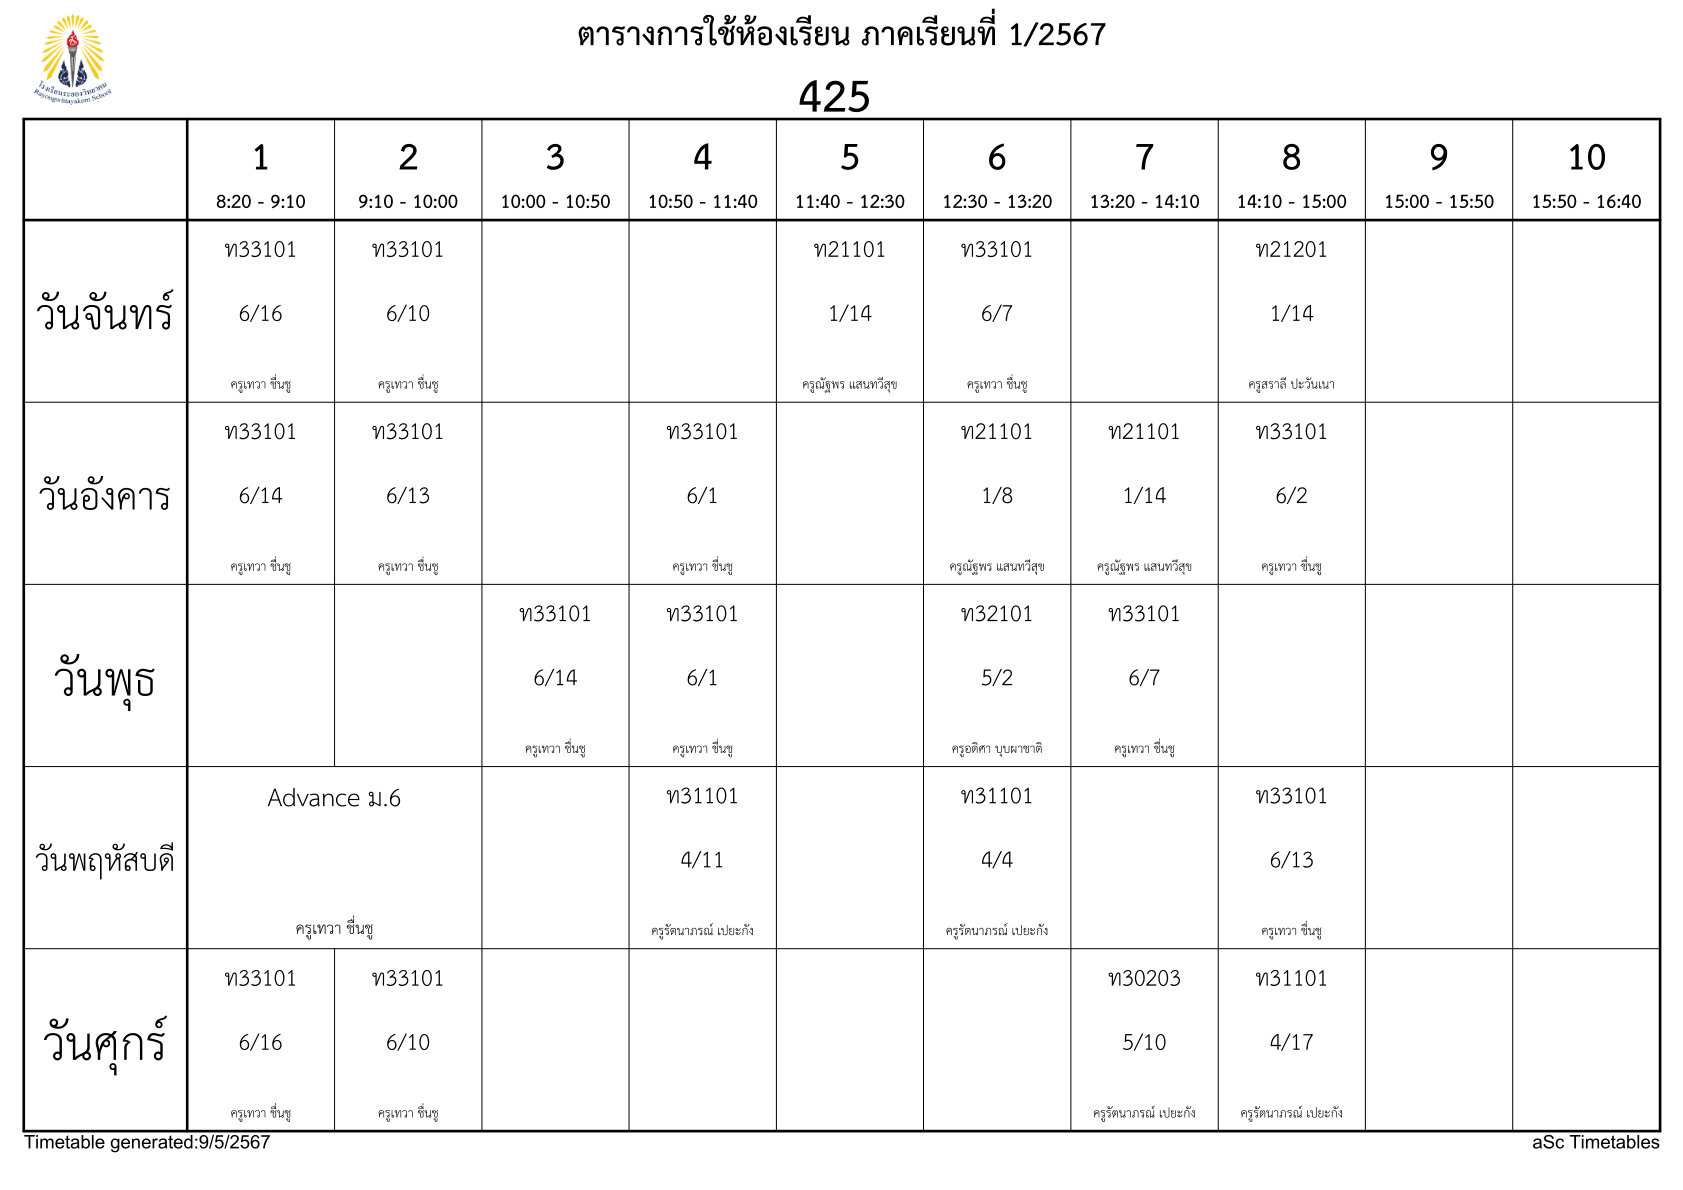 ตารางการใช้ห้องเรียน ภาคเรียนที่ 1/2567
โรงเรียนระยองวิทยาคม
Rayongwittayakom School
425
1 2 3 4 5 6 7 8 9 10
8:20 - 9:10 9:10 - 10:00 10:00 - 10:50 10:50 - 11:40 11:40 - 12:30 12:30 - 13:20 13:20 - 14:10 14:10 - 15:00 15:00 - 15:50 15:50 - 16:40
ท33101 ท33101 ท21101 ท33101 ท21201
วันจันทร์ 6/16 6/10 1/14 6/7 1/14
ครูเทวา ชื่นชู ครูเทวา ชื่นชู ครูณัฐพร แสนทวีสุข ครูเทวา ชื่นชู ครูสราลี ปะวันเนา
ท33101 ท33101 ท33101 ท21101 ท21101 ท33101
วันอังคาร 6/14 6/13 6/1 1/8 1/14 6/2
ครูเทวา ชื่นชู ครูเทวา ชื่นชู ครูเทวา ชื่นชู ครูณัฐพร แสนทวีสุข ครูณัฐพร แสนทวีสุข ครูเทวา ชื่นชู
ท33101 ท33101 ท32101 ท33101
วันพุธ 6/14 6/1 5/2 6/7
ครูเทวา ชื่นชู ครูเทวา ชื่นชู ครูอดิศา บุบผาชาติ ครูเทวา ชื่นชู
Advance ม.6 ท31101 ท31101 ท33101
วันพฤหัสบดี 4/11 4/4 6/13
ครูเทวา ชื่นชู ครูรัตนาภรณ์ เปยะกัง ครูรัตนาภรณ์ เปยะกัง ครูเทวา ชื่นชู
ท33101 ท33101 ท30203 ท31101
วันศุกร์ 6/16 6/10 5/10 4/17
ครูเทวา ชื่นชู ครูเทวา ชื่นชู ครูรัตนาภรณ์ เปยะกัง ครูรัตนาภรณ์ เปยะกัง
Timetable generated:9/5/2567 aSc Timetables